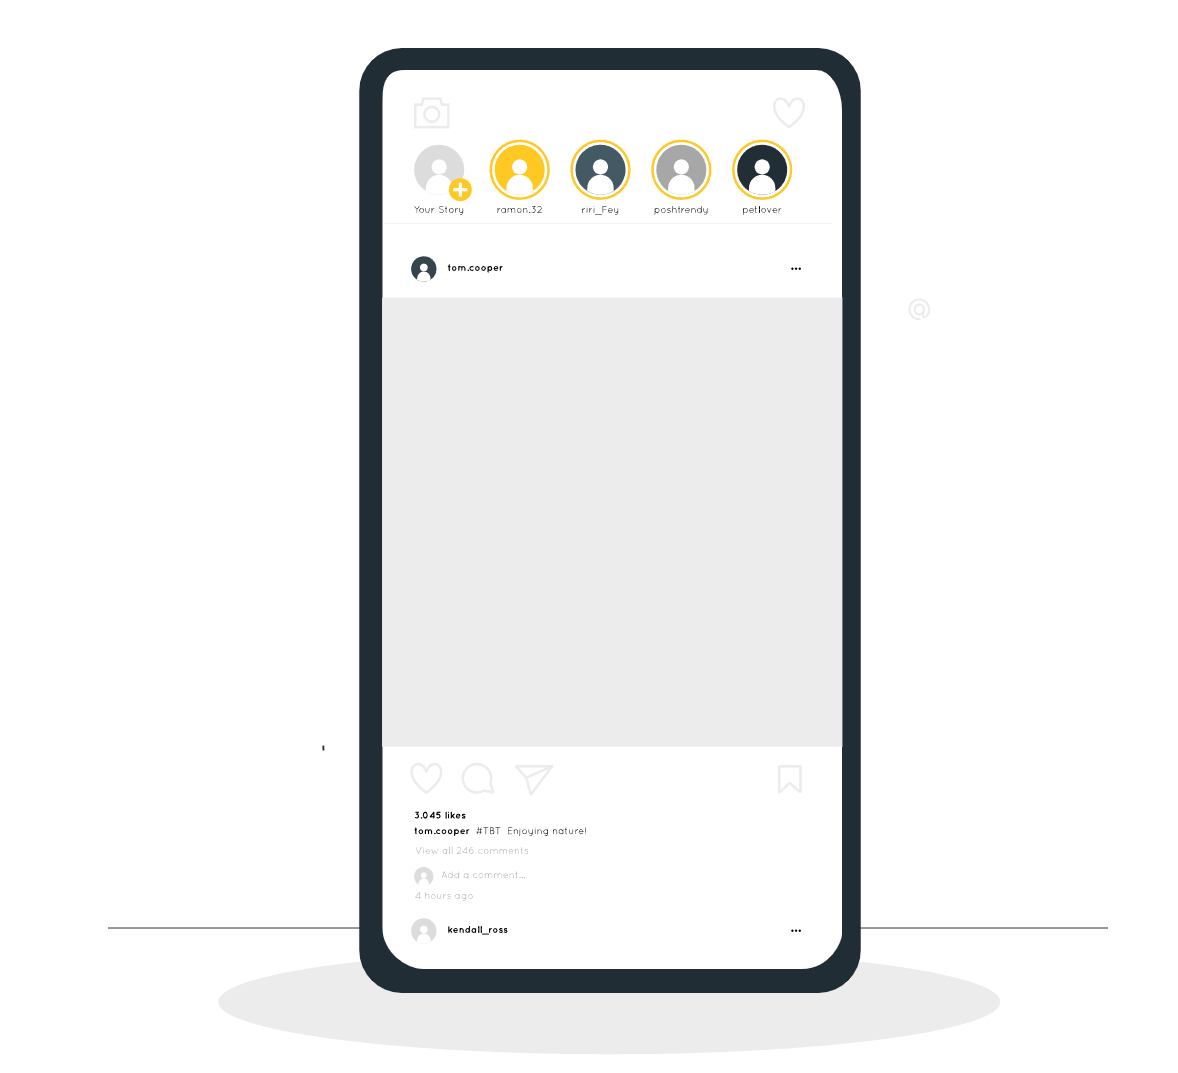 Your Story ramon.32 riri_Fey poshtrendy petlover
tom.cooper ...
@
3.045 likes
tom.cooper #TBT Enjoying nature!
View all 246 comments
Add a comment...
4 hours ago
kendall_ross ...